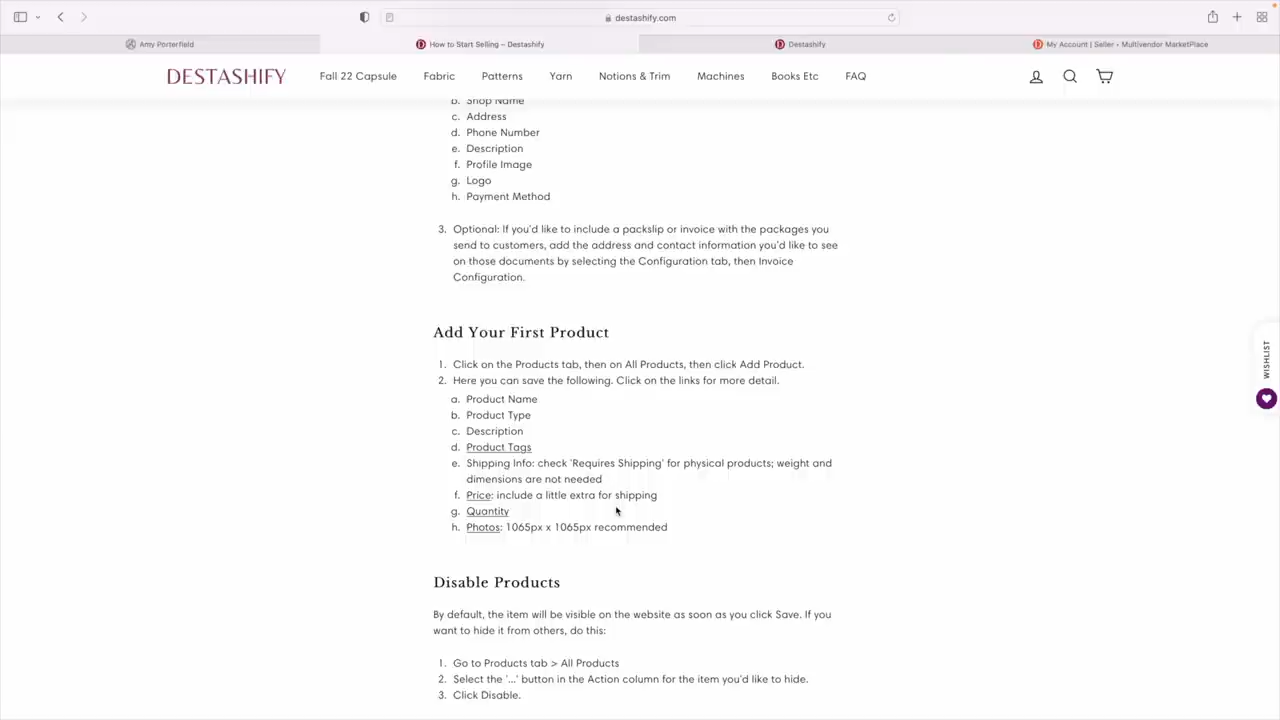 destashify.com
Amy Porterfield
How to Start Selling – Destashify
Destashify
My Account | Seller • Multivendor MarketPlace
DESTASHIFY
Fall 22 Capsule
Fabric
Patterns
Yarn
Notions & Trim
Machines
Books Etc
FAQ
b. Shop Name
c. Address
d. Phone Number
e. Description
f. Profile Image
g. Logo
h. Payment Method
3. Optional: If you'd like to include a packslip or invoice with the packages you
send to customers, add the address and contact information you'd like to see
on those documents by selecting the Configuration tab, then Invoice
Configuration.
WISHLIST
Add Your First Product
1. Click on the Products tab, then on All Products, then click Add Product.
2. Here you can save the following. Click on the links for more detail.
a. Product Name
b. Product Type
c. Description
d. Product Tags
e. Shipping Info: check 'Requires Shipping' for physical products; weight and
dimensions are not needed
f. Price: include a little extra for shipping
g. Quantity
h. Photos: 1065px x 1065px recommended
Disable Products
By default, the item will be visible on the website as soon as you click Save. If you
want to hide it from others, do this:
1. Go to Products tab > All Products
2. Select the '...' button in the Action column for the item you'd like to hide.
3. Click Disable.